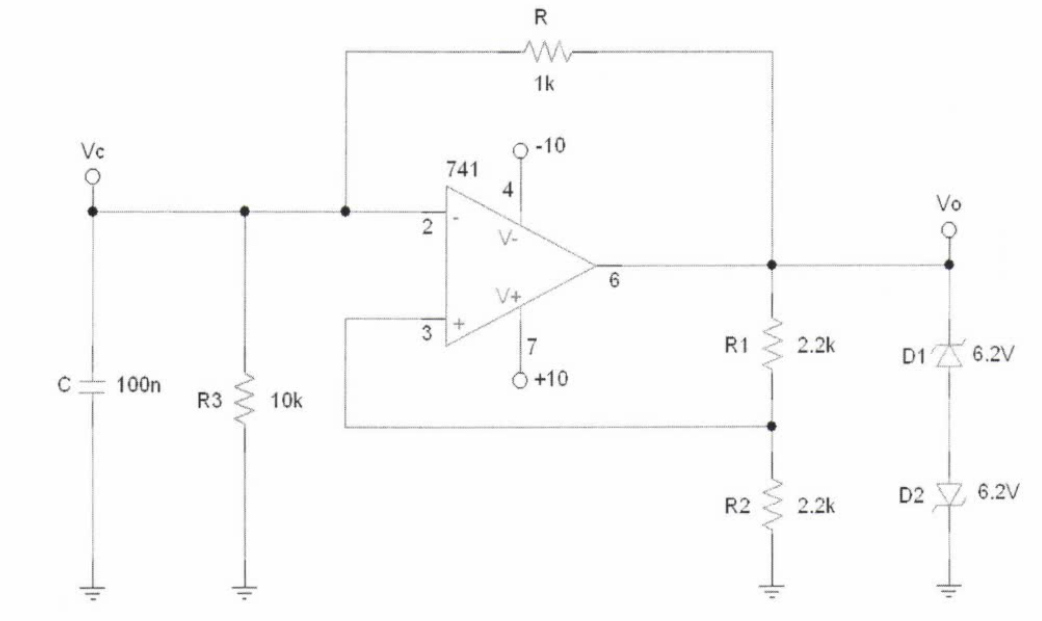 R
1k
Vc
741
-10
4
2
-
V-
Vo
6
V+
3
+
7
+10
R1
2.2k
D1
6.2V
C
100n
R3
10k
R2
2.2k
D2
6.2V